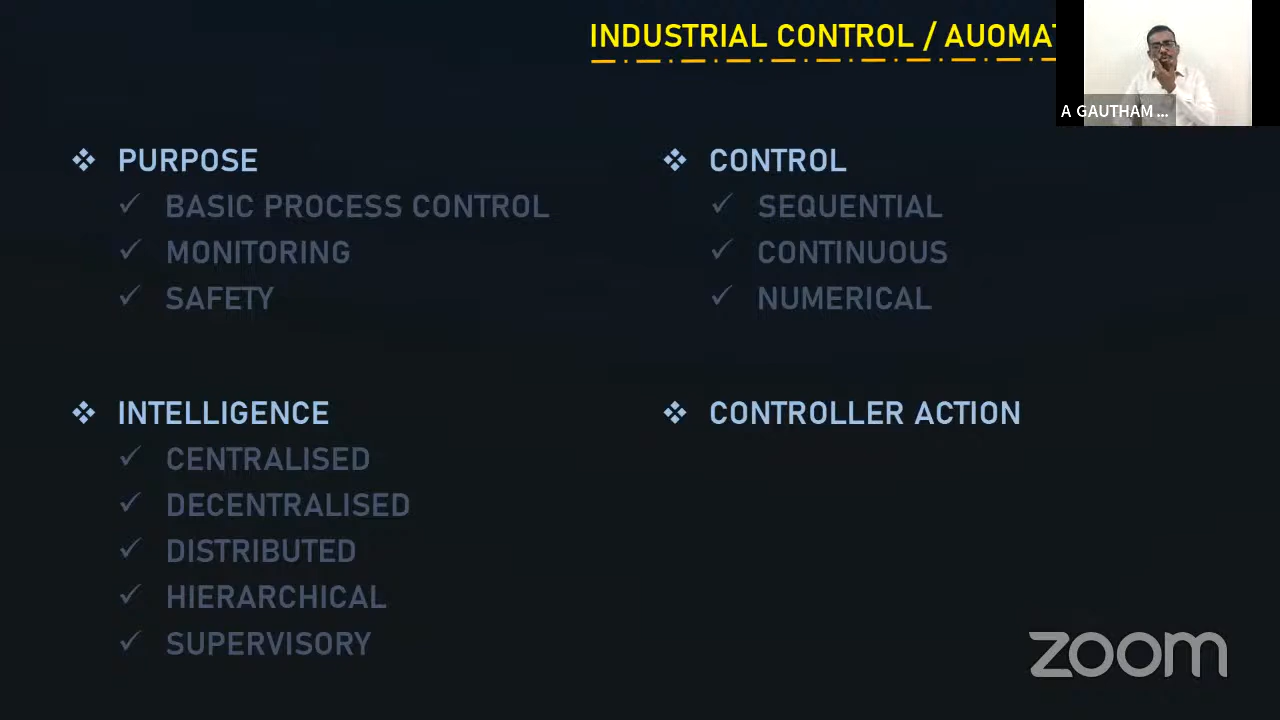 INDUSTRIAL CONTROL / AUOMAT
A GAUTHAM ...
PURPOSE
BASIC PROCESS CONTROL
MONITORING
SAFETY
CONTROL
SEQUENTIAL
CONTINUOUS
NUMERICAL
INTELLIGENCE
CENTRALISED
DECENTRALISED
DISTRIBUTED
HIERARCHICAL
SUPERVISORY
CONTROLLER ACTION
zoom